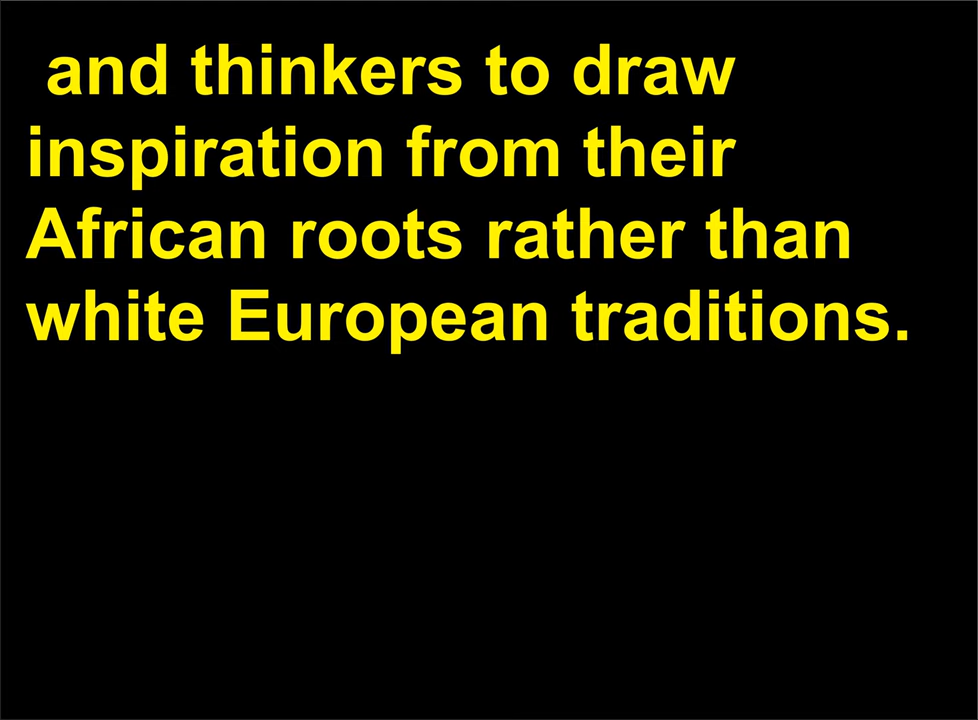 and thinkers to draw
inspiration from their
African roots rather than
white European traditions.